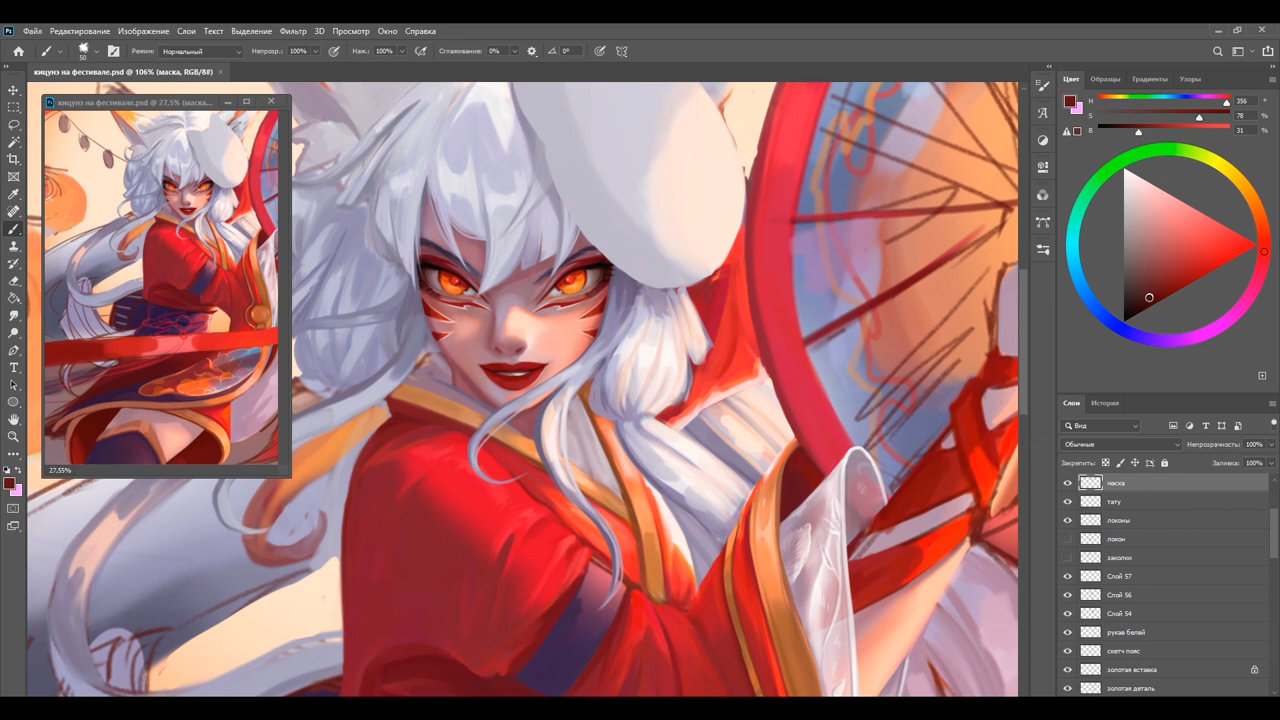 Ps Файл Редактирование Изображение Слои Текст Выделение Фильтр 3D Просмотр Окно Справка
50 Режим: Нормальный Непрозр.: 100% Наж.: 100% Сглаживание: 0% 0°
кицунэ на фестивале.psd @ 106% (маска, RGB/8#) ×
кицунэ на фестивале.psd @ 27,5% (маска...
27,55%
Цвет Образцы Градиенты Узоры
H 356 °
S 78 %
B 31 %
Слои История
Вид
Обычные Непрозрачность: 100%
Закрепить: Заливка: 100%
маска
тату
локоны
локон
заколки
Слой 57
Слой 56
Слой 54
рукав белый
скетч пояс
золотая вставка
золотая деталь